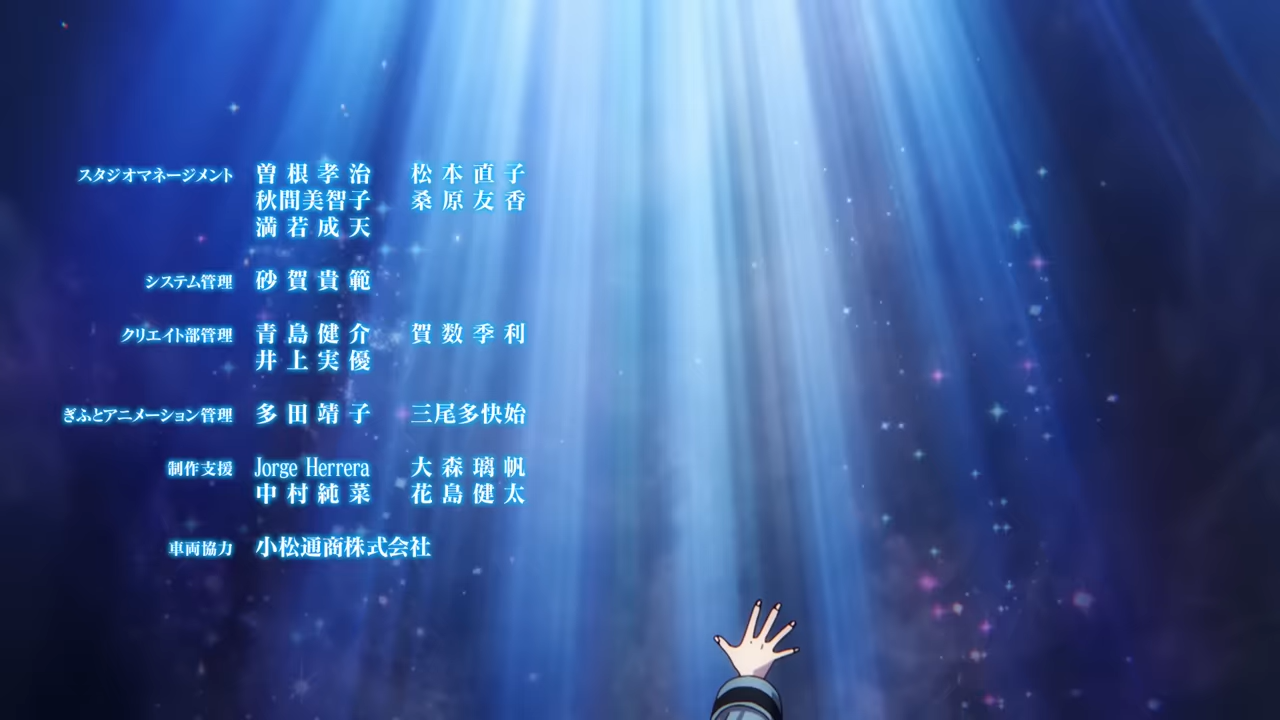 スタジオマネージメント 曽根孝治 松本直子
秋間美智子 桑原友香
満若成天
システム管理 砂賀貴範
クリエイト部管理 青島健介 賀数季利
井上実優
ぎふとアニメーション管理 多田靖子 三尾多快始
制作支援 Jorge Herrera 大森璃帆
中村純菜 花島健太
車両協力 小松通商株式会社